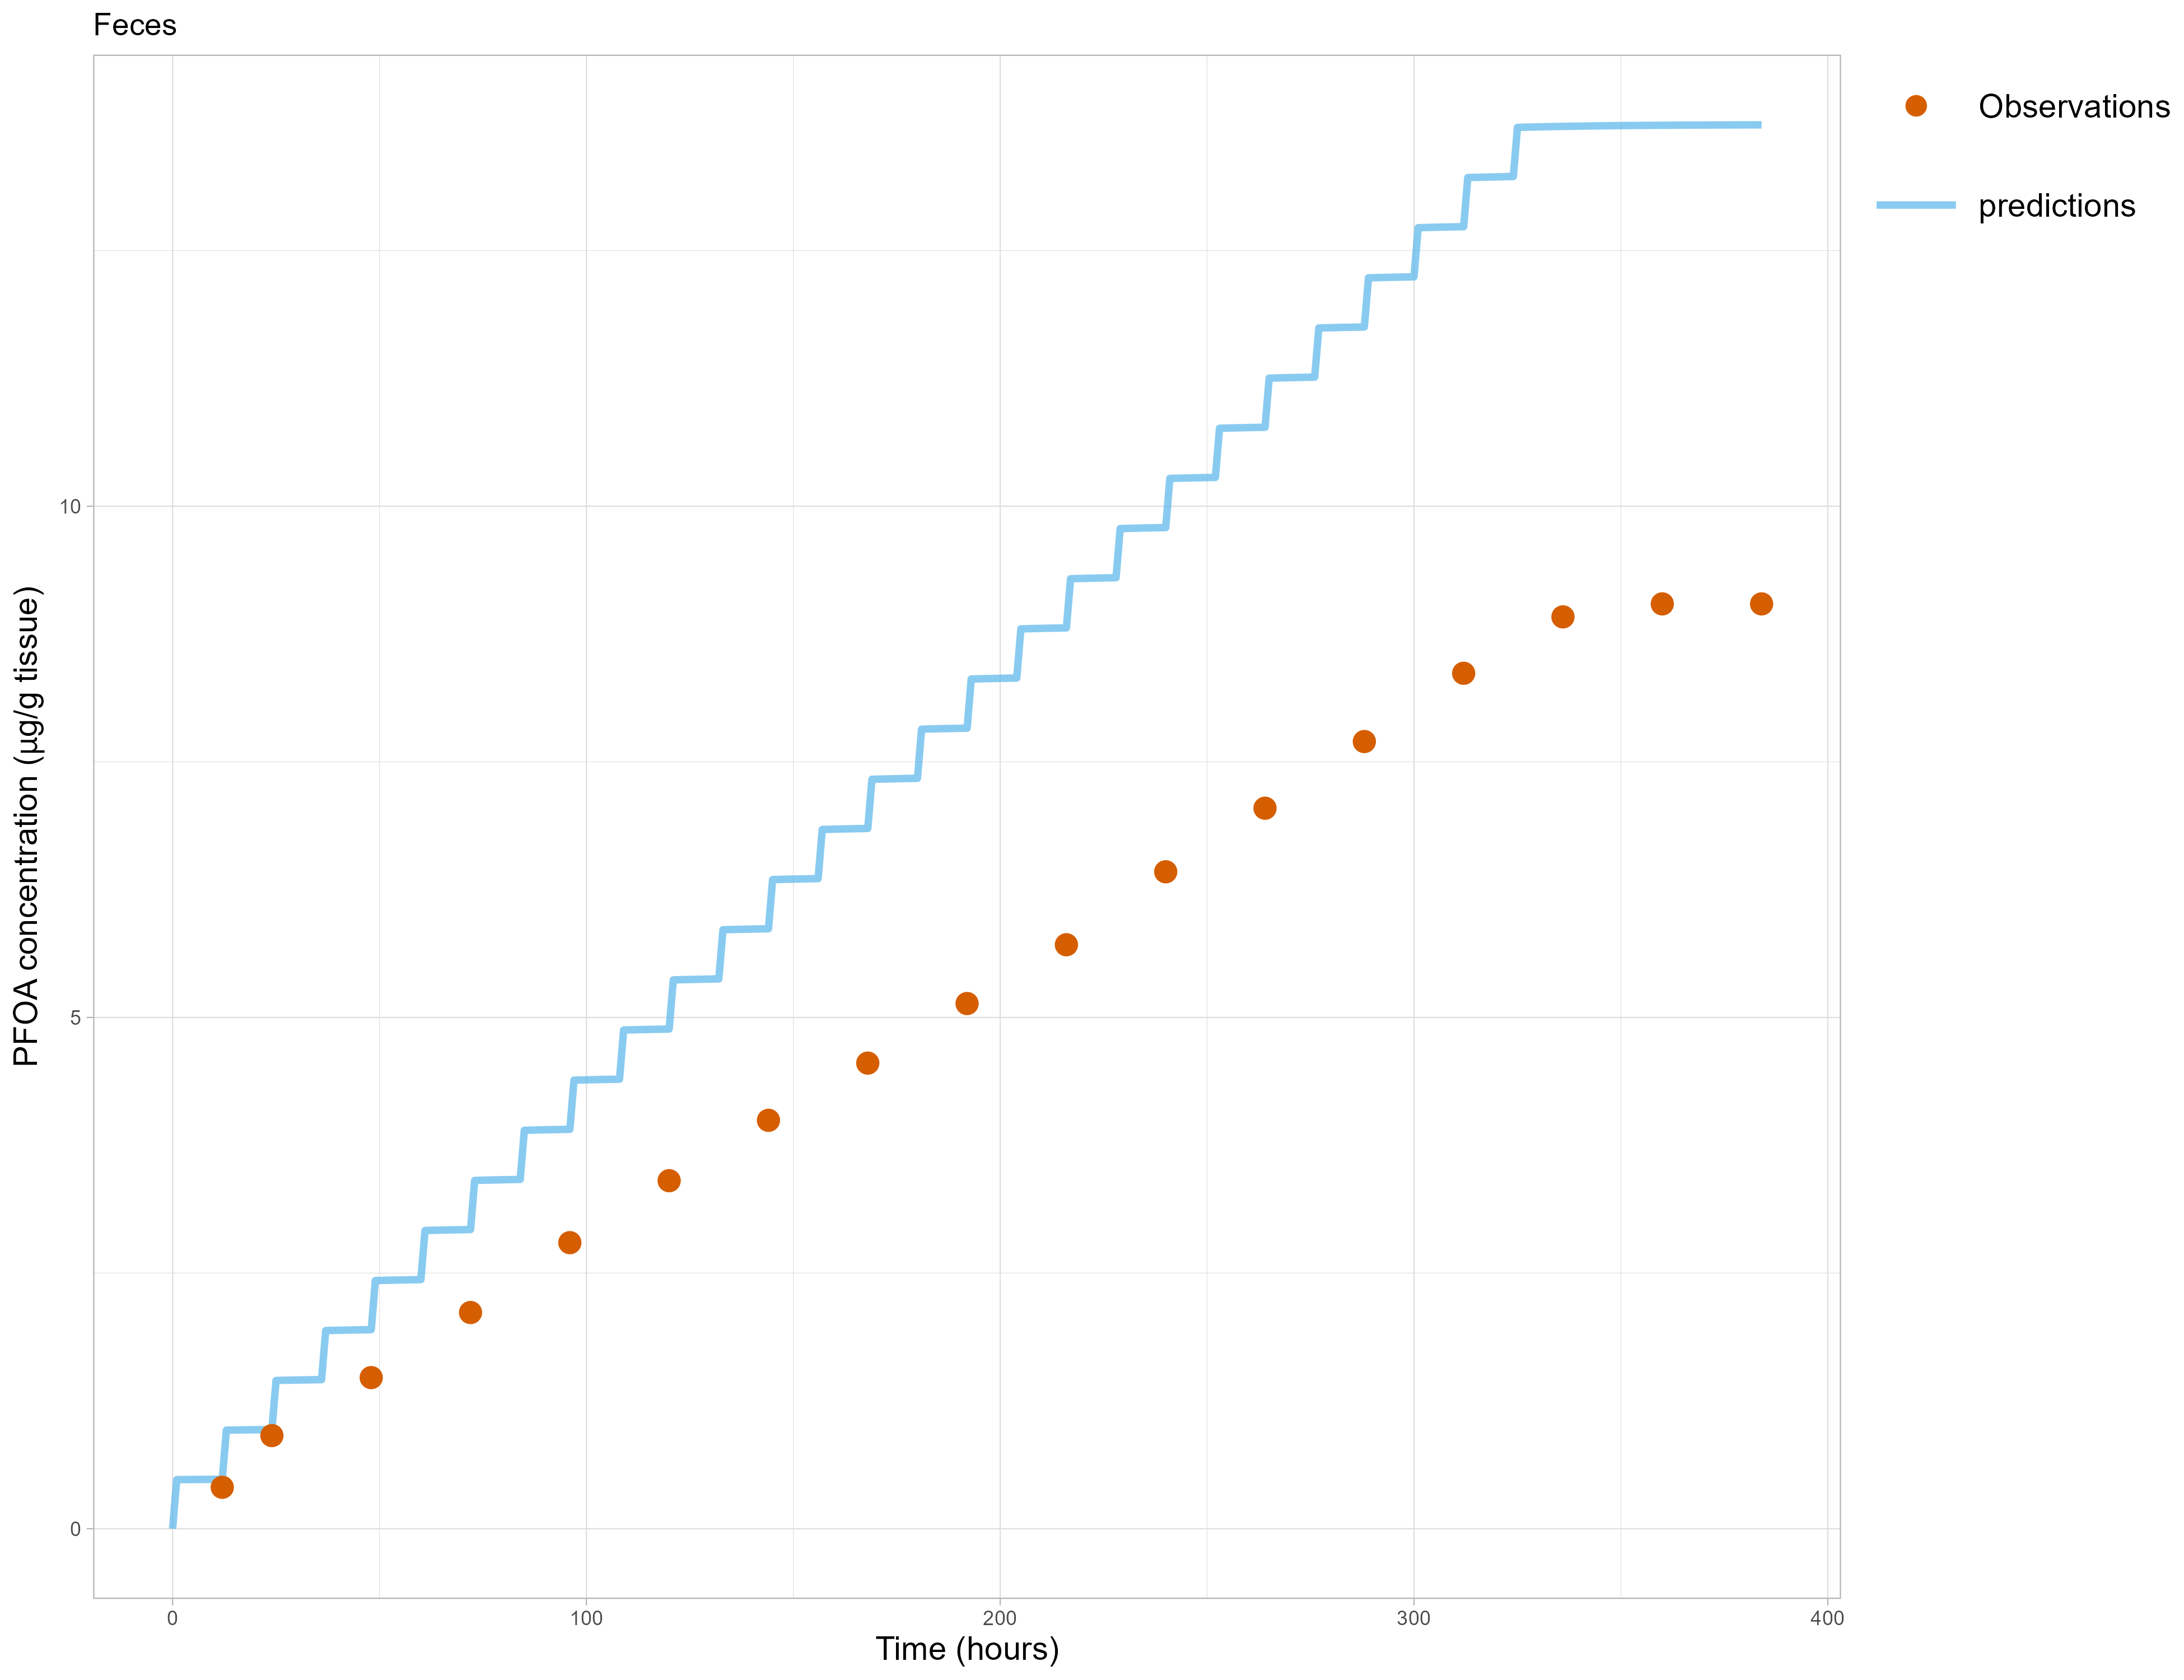 Feces
Observations
predictions
PFOA concentration (µg/g tissue)
10
5
0
0
100
200
300
400
Time (hours)